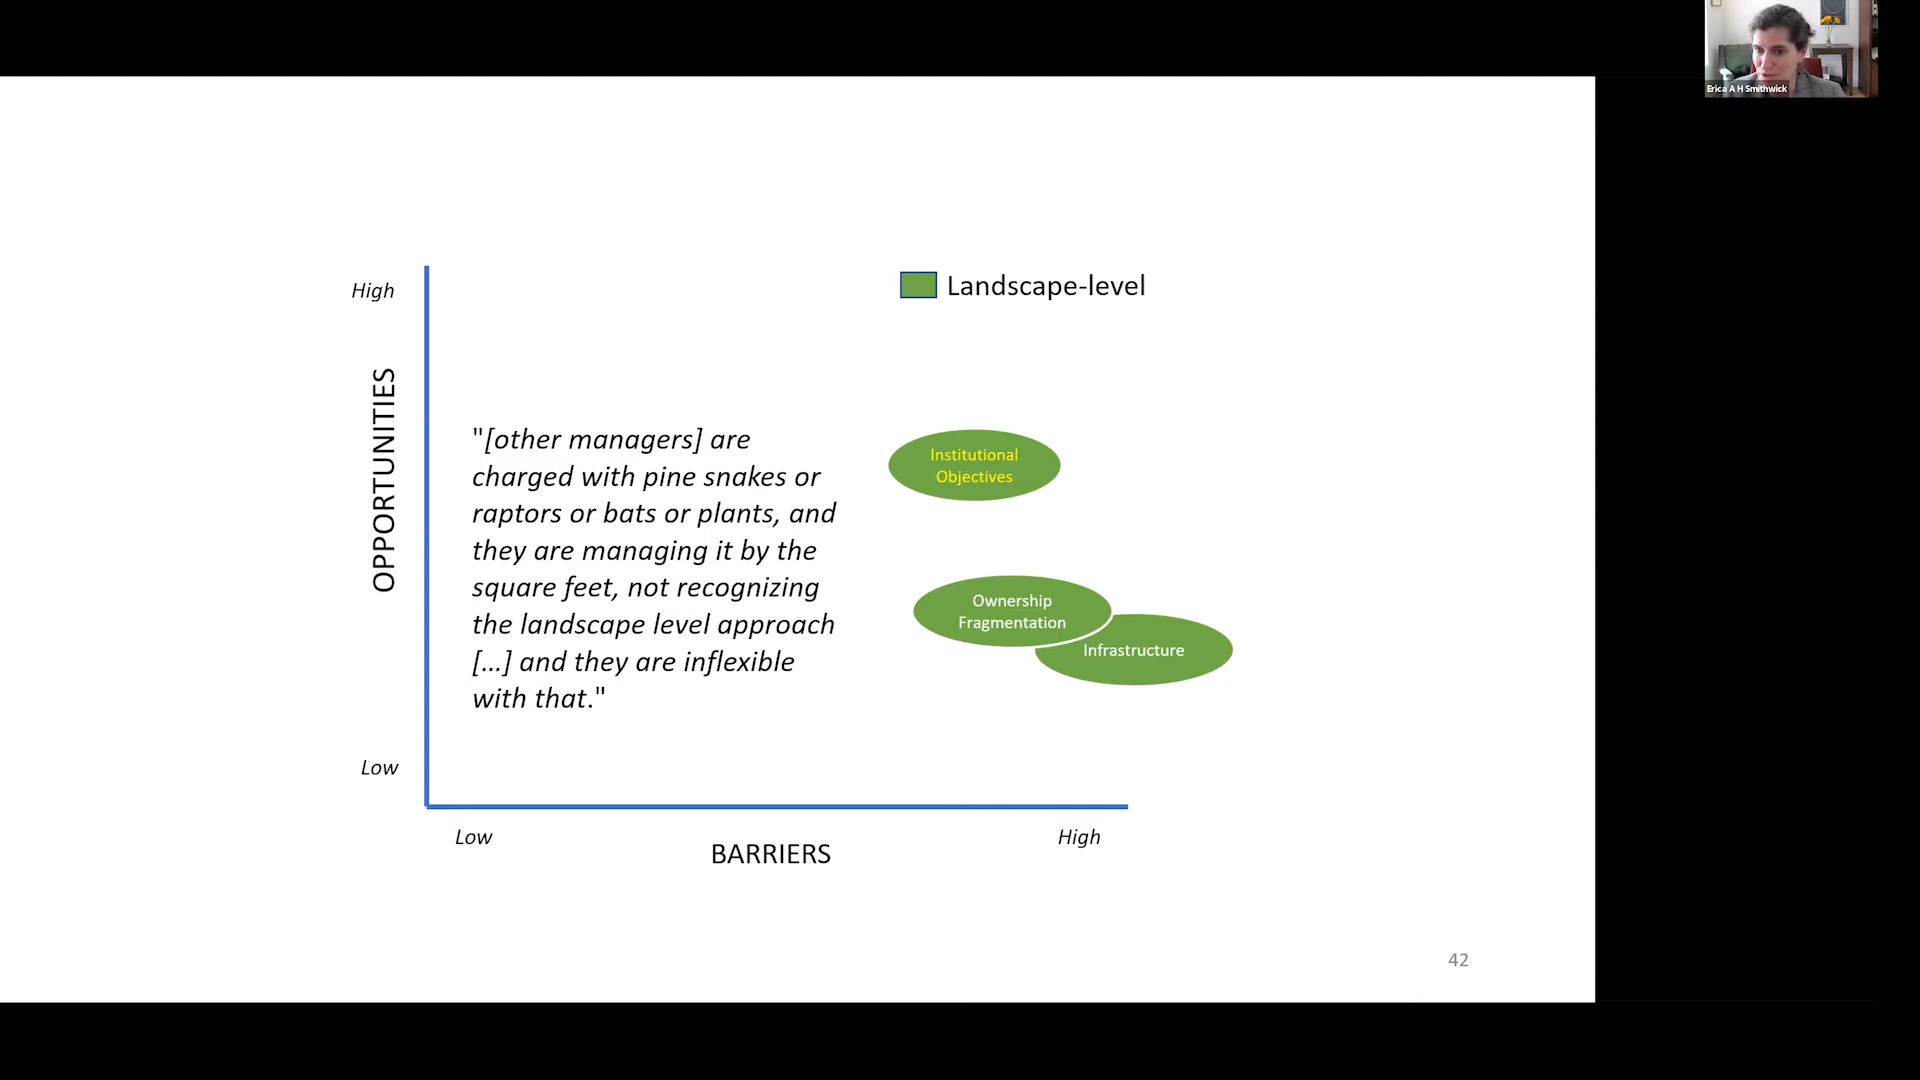 Erica A H Smithwick
High
Landscape-level
OPPORTUNITIES
"[other managers] are
charged with pine snakes or
raptors or bats or plants, and
they are managing it by the
square feet, not recognizing
the landscape level approach
[...] and they are inflexible
with that."
Institutional
Objectives
Ownership
Fragmentation
Infrastructure
Low
Low
High
BARRIERS
42